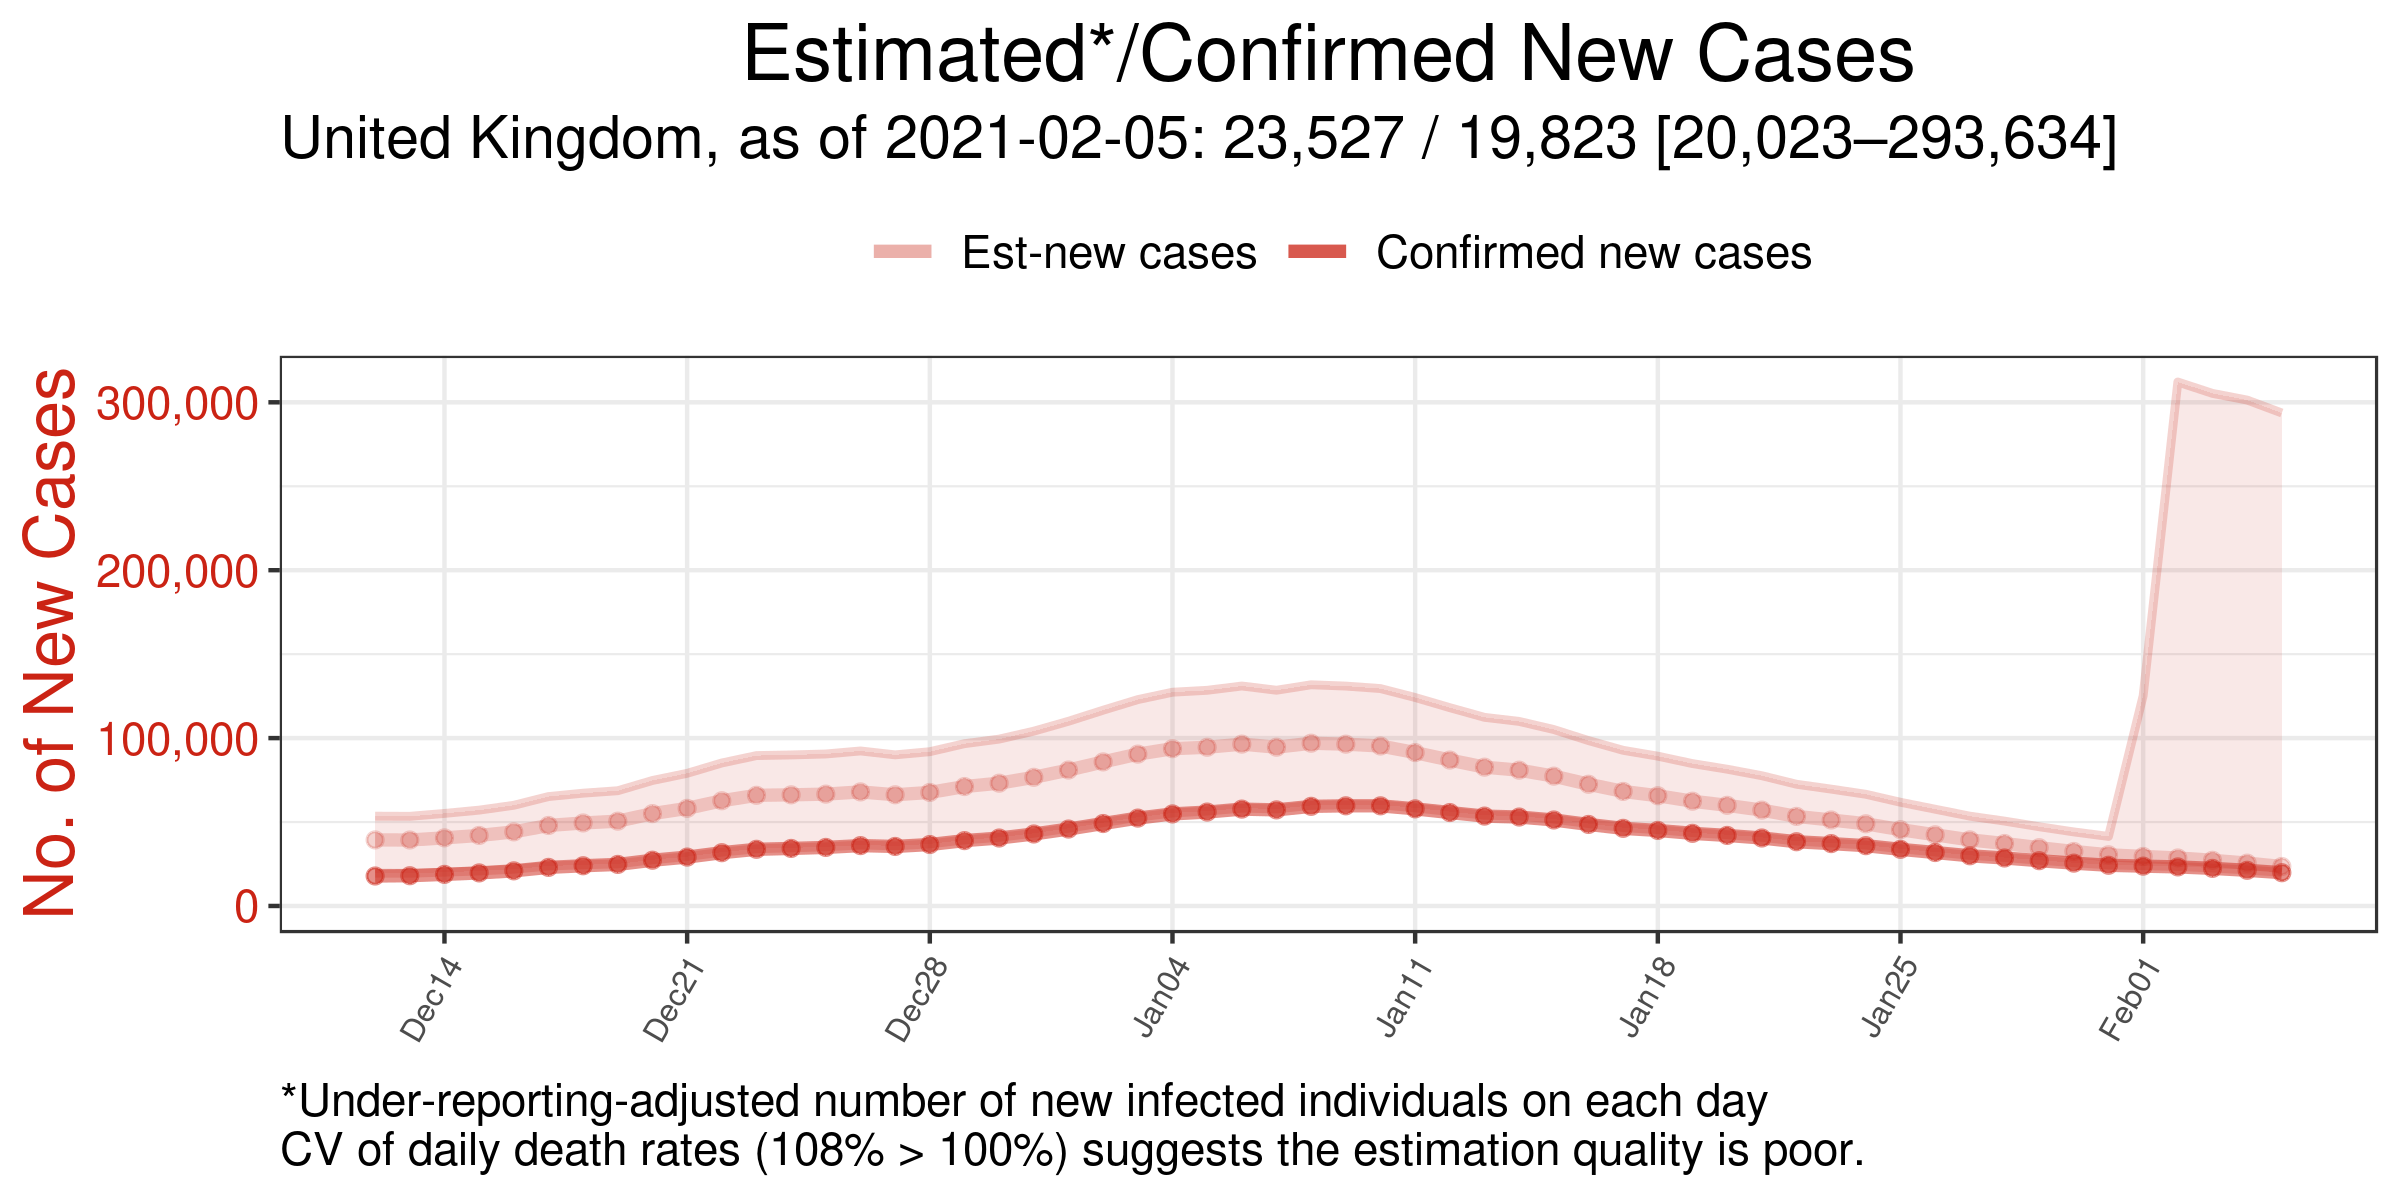 Estimated*/Confirmed New Cases
United Kingdom, as of 2021-02-05: 23,527 / 19,823 [20,023–293,634]
Est-new cases
Confirmed new cases
No. of New Cases
300,000
200,000
100,000
0
Dec14
Dec21
Dec28
Jan04
Jan11
Jan18
Jan25
Feb01
*Under-reporting-adjusted number of new infected individuals on each day
CV of daily death rates (108% > 100%) suggests the estimation quality is poor.